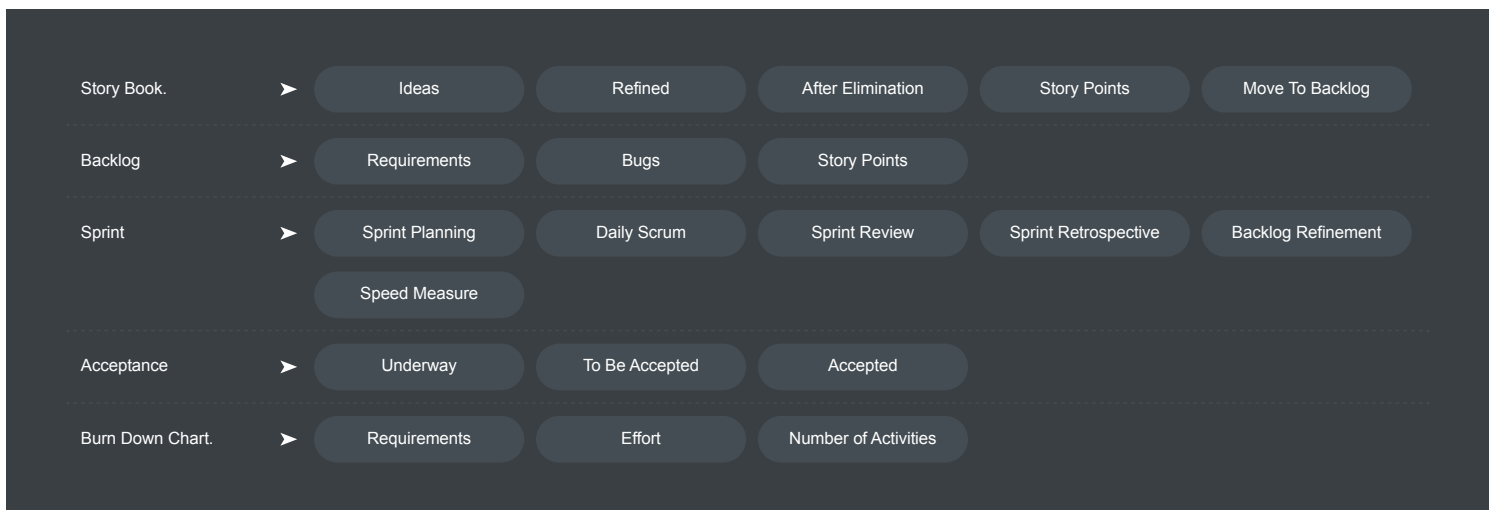 Story Book. Ideas Refined After Elimination Story Points Move To Backlog
Backlog Requirements Bugs Story Points
Sprint Sprint Planning Daily Scrum Sprint Review Sprint Retrospective Backlog Refinement
Speed Measure
Acceptance Underway To Be Accepted Accepted
Burn Down Chart. Requirements Effort Number of Activities